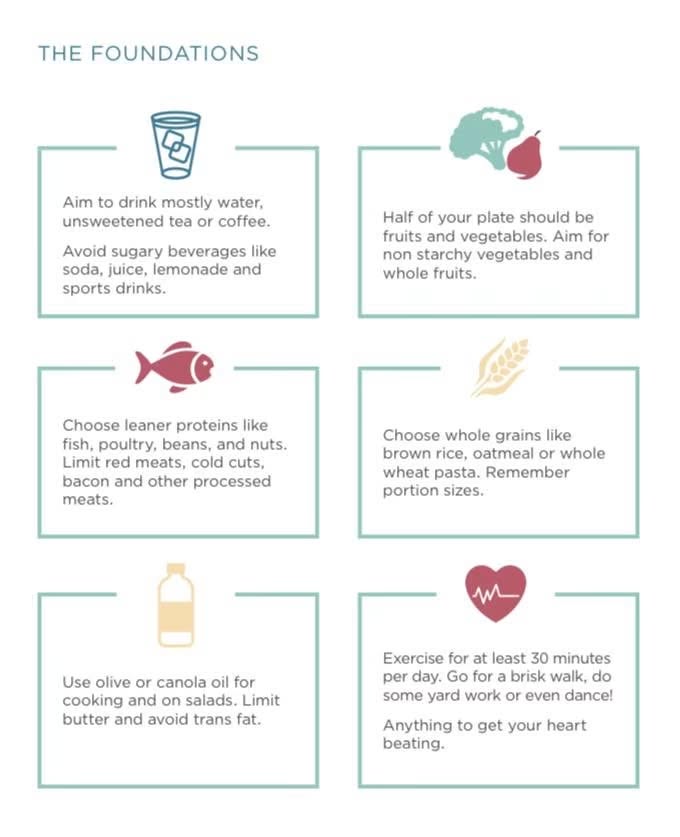 THE FOUNDATIONS
Aim to drink mostly water,
unsweetened tea or coffee.
Avoid sugary beverages like
soda, juice, lemonade and
sports drinks.
Half of your plate should be
fruits and vegetables. Aim for
non starchy vegetables and
whole fruits.
Choose leaner proteins like
fish, poultry, beans, and nuts.
Limit red meats, cold cuts,
bacon and other processed
meats.
Choose whole grains like
brown rice, oatmeal or whole
wheat pasta. Remember
portion sizes.
Use olive or canola oil for
cooking and on salads. Limit
butter and avoid trans fat.
Exercise for at least 30 minutes
per day. Go for a brisk walk, do
some yard work or even dance!
Anything to get your heart
beating.